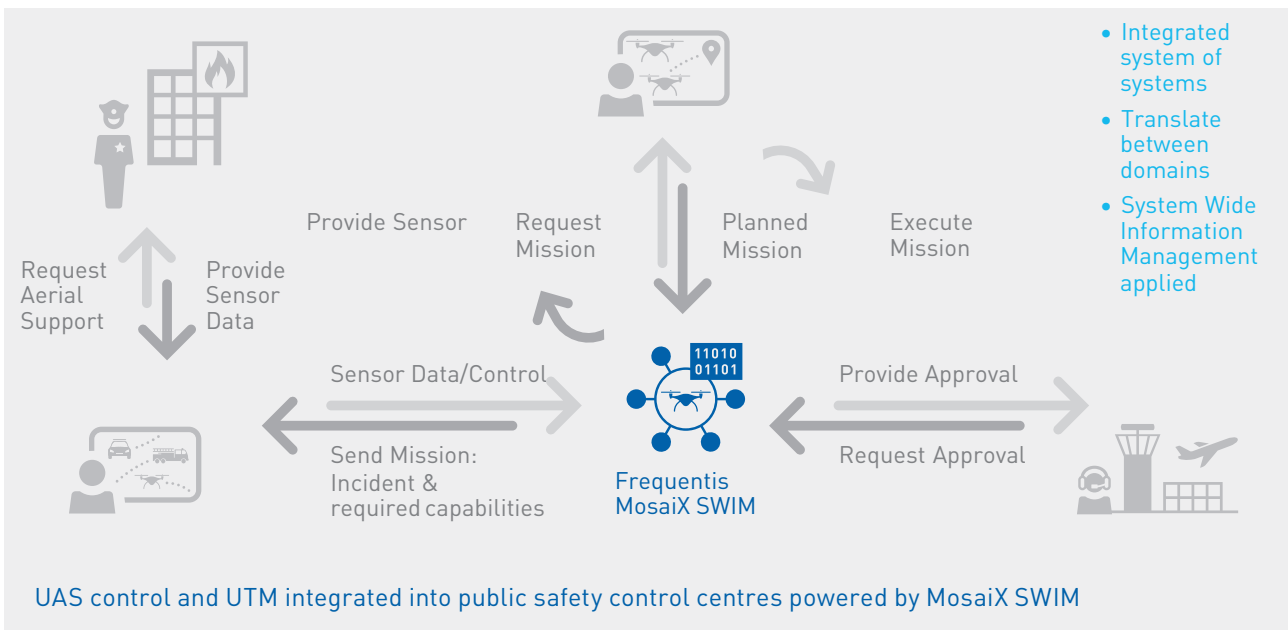 • Integrated
system of
systems
• Translate
between
domains
• System Wide
Information
Management
applied
Provide Sensor
Request
Mission
Planned
Mission
Execute
Mission
Request
Aerial
Support
Provide
Sensor
Data
11010
01101
Sensor Data/Control
Provide Approval
Send Mission:
Incident &
required capabilities
Request Approval
Frequentis
MosaiX SWIM
UAS control and UTM integrated into public safety control centres powered by MosaiX SWIM